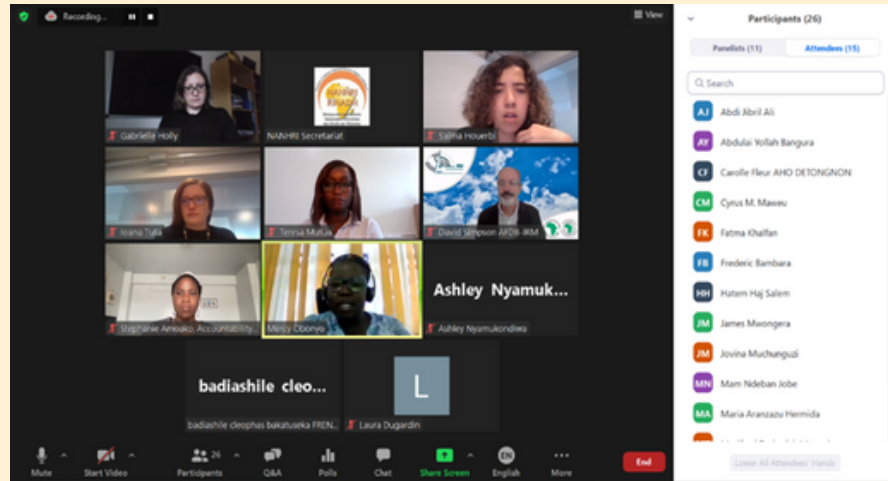 Recording...
View
Participants (26)
Panelists (11)
Attendees (15)
Search
Gabrielle Holly
NANHRI
NANHRI Secretariat
Salma Houerbi
Ioana Tuta
Tenisa Mutua
David Simpson AFDB-IRM
Stephanie Amoako, Accountability...
Mercy Obonyo
Ashley Nyamuk...
Ashley Nyamukondiwa
badiashile cleo...
badiashile cleophas bakatuseka FREN...
L
Laura Dugardin
AJ
Abdi Jibril Ali
AY
Abdulai Yollah Bangura
CF
Carolle Fleur AHO DETONGNON
CM
Cyrus M. Maweu
FK
Fatma Khalfan
FB
Frederic Bambara
HH
Hatem Haj Salem
JM
James Mwongera
JM
Jovina Muchunguzi
MN
Mam Ndeban Jobe
MA
Maria Aranzazu Hermida
Lower All Attendees' Hands
Mute
Start Video
26
Participants
Q&A
Polls
Chat
Share Screen
EN
English
More
End